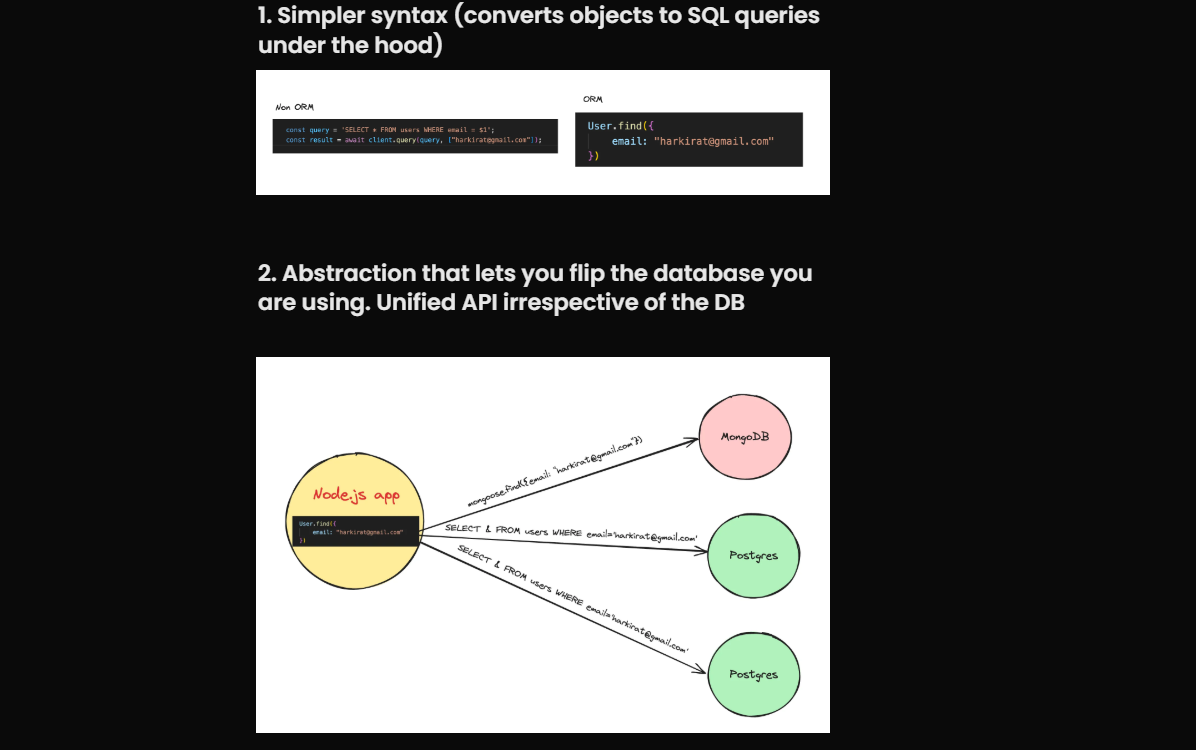 1. Simpler syntax (converts objects to SQL queries
under the hood)
Non ORM
const query = 'SELECT * FROM users WHERE email = $1';
const result = await client.query(query, ["harkirat@gmail.com"]);
ORM
User.find({
email: "harkirat@gmail.com"
})
2. Abstraction that lets you flip the database you
are using. Unified API irrespective of the DB
Node.js app
User.find({
email: "harkirat@gmail.com"
})
mongoose.find({email: "harkirat@gmail.com"})
MongoDB
SELECT & FROM users WHERE email='harkirat@gmail.com'
Postgres
SELECT & FROM users WHERE email='harkirat@gmail.com'
Postgres